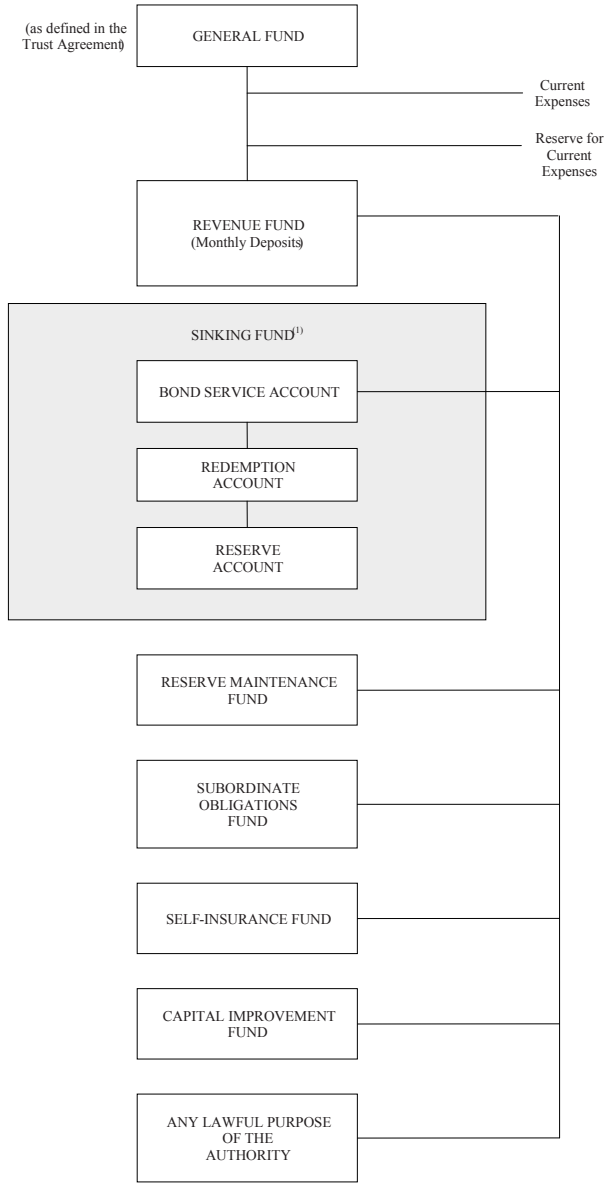 (as defined in the
Trust Agreement)
GENERAL FUND
Current
Expenses
Reserve for
Current
Expenses
REVENUE FUND
(Monthly Deposits)
SINKING FUND(1)
BOND SERVICE ACCOUNT
REDEMPTION
ACCOUNT
RESERVE
ACCOUNT
RESERVE MAINTENANCE
FUND
SUBORDINATE
OBLIGATIONS
FUND
SELF-INSURANCE FUND
CAPITAL IMPROVEMENT
FUND
ANY LAWFUL PURPOSE
OF THE
AUTHORITY